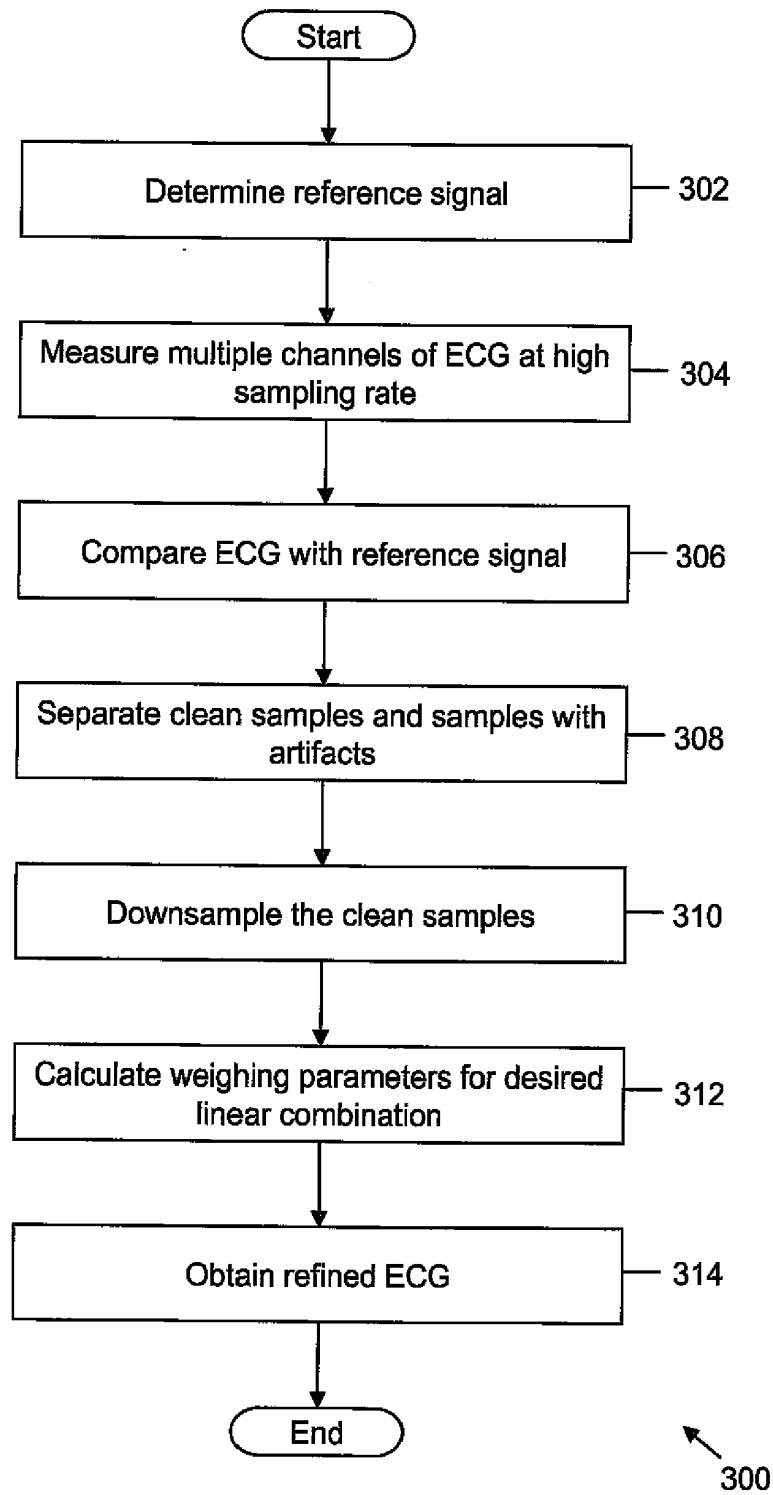 Start
Determine reference signal
302
Measure multiple channels of ECG at high
sampling rate
304
Compare ECG with reference signal
306
Separate clean samples and samples with
artifacts
308
Downsample the clean samples
310
Calculate weighing parameters for desired
linear combination
312
Obtain refined ECG
314
End
300